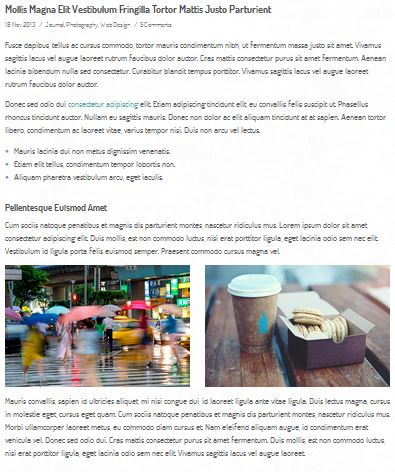 Mollis Magna Elit Vestibulum Fringilla Tortor Mattis Justo Parturient
18 Nov 2013 / Journal, Photography, Web Design / 5 Comments
Fusce dapibus, tellus ac cursus commodo, tortor mauris condimentum nibh, ut fermentum massa justo sit amet. Vivamus
sagittis lacus vel augue laoreet rutrum faucibus dolor auctor. Cras mattis consectetur purus sit amet fermentum. Aenean
lacinia bibendum nulla sed consectetur. Curabitur blandit tempus porttitor. Vivamus sagittis lacus vel augue laoreet
rutrum faucibus dolor auctor.
Donec sed odio dui consectetur adipiscing elit. Etiam adipiscing tincidunt elit, eu convallis felis suscipit ut. Phasellus
rhoncus tincidunt auctor. Nullam eu sagittis mauris. Donec non dolor ac elit aliquam tincidunt at at sapien. Aenean tortor
libero, condimentum ac laoreet vitae, varius tempor nisi. Duis non arcu vel lectus.
• Mauris lacinia dui non metus dignissim venenatis.
• Etiam elit tellus, condimentum tempor lobortis non.
• Aliquam pharetra vestibulum arcu, eget iaculis.
Pellentesque Euismod Amet
Cum sociis natoque penatibus et magnis dis parturient montes, nascetur ridiculus mus. Lorem ipsum dolor sit amet,
consectetur adipiscing elit. Duis mollis, est non commodo luctus, nisi erat porttitor ligula, eget lacinia odio sem nec elit.
Vestibulum id ligula porta felis euismod semper. Praesent commodo cursus magna vel.
Mauris convallis, sapien id ultricies aliquet, mi nisi congue dui, id laoreet ligula ante vitae ligula. Duis lectus magna, cursus
in molestie eget, cursus eget quam. Cum sociis natoque penatibus et magnis dis parturient montes, nascetur ridiculus mus.
Morbi ullamcorper laoreet metus, eu commodo diam cursus et. Nam eleifend aliquam augue, id condimentum erat
vehicula vel. Donec sed odio dui. Cras mattis consectetur purus sit amet fermentum. Duis mollis, est non commodo luctus,
nisi erat porttitor ligula, eget lacinia odio sem nec elit. Vivamus sagittis lacus vel augue laoreet.